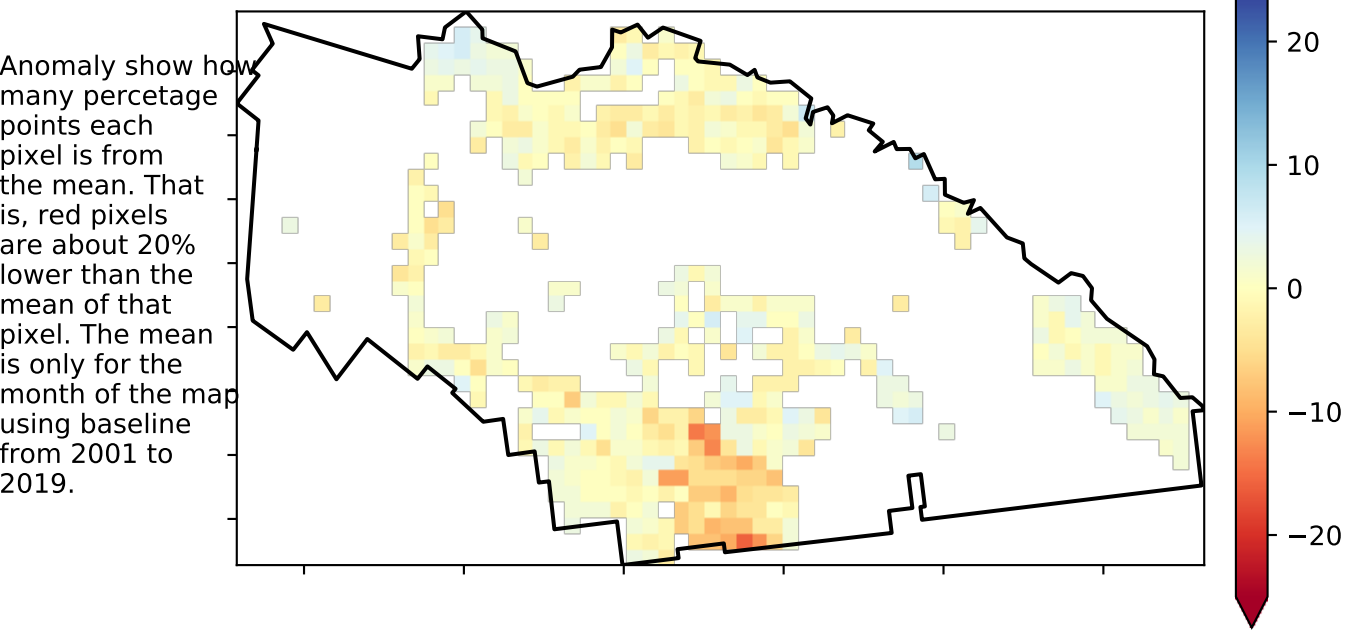 Anomaly show how
many percetage
points each
pixel is from
the mean. That
is, red pixels
are about 20%
lower than the
mean of that
pixel. The mean
is only for the
month of the map
using baseline
from 2001 to
2019.
20
10
0
−10
−20